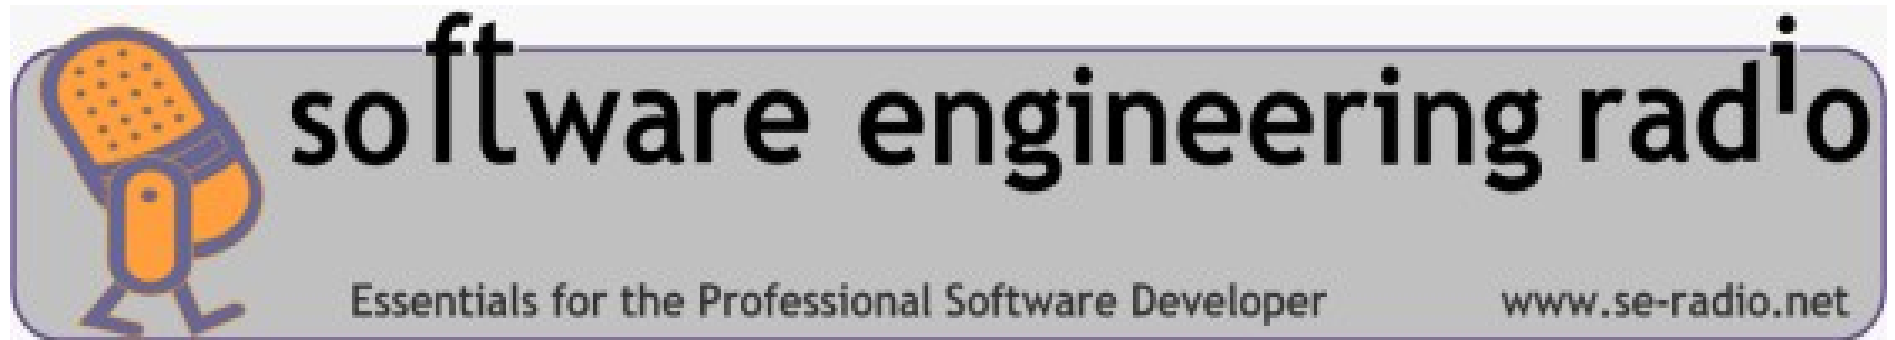 software engineering radio
Essentials for the Professional Software Developer www.se-radio.net